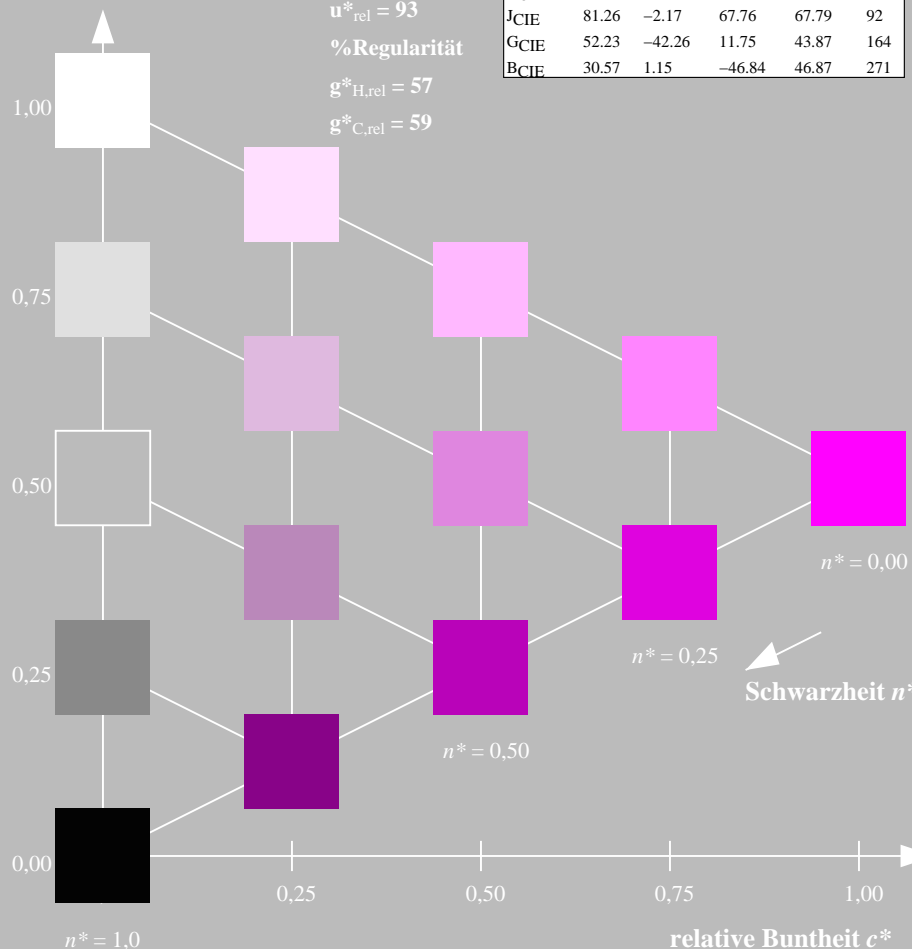 u*rel = 93
%Regularität
g*H,rel = 57
g*C,rel = 59
JCIE 81.26 −2.17 67.76 67.79 92
GCIE 52.23 −42.26 11.75 43.87 164
BCIE 30.57 1.15 −46.84 46.87 271
1,00
0,75
0,50
0,25
0,00
n* = 0,00
n* = 0,25
Schwarzheit n*
n* = 0,50
0,25 0,50 0,75 1,00
n* = 1,0
relative Buntheit c*